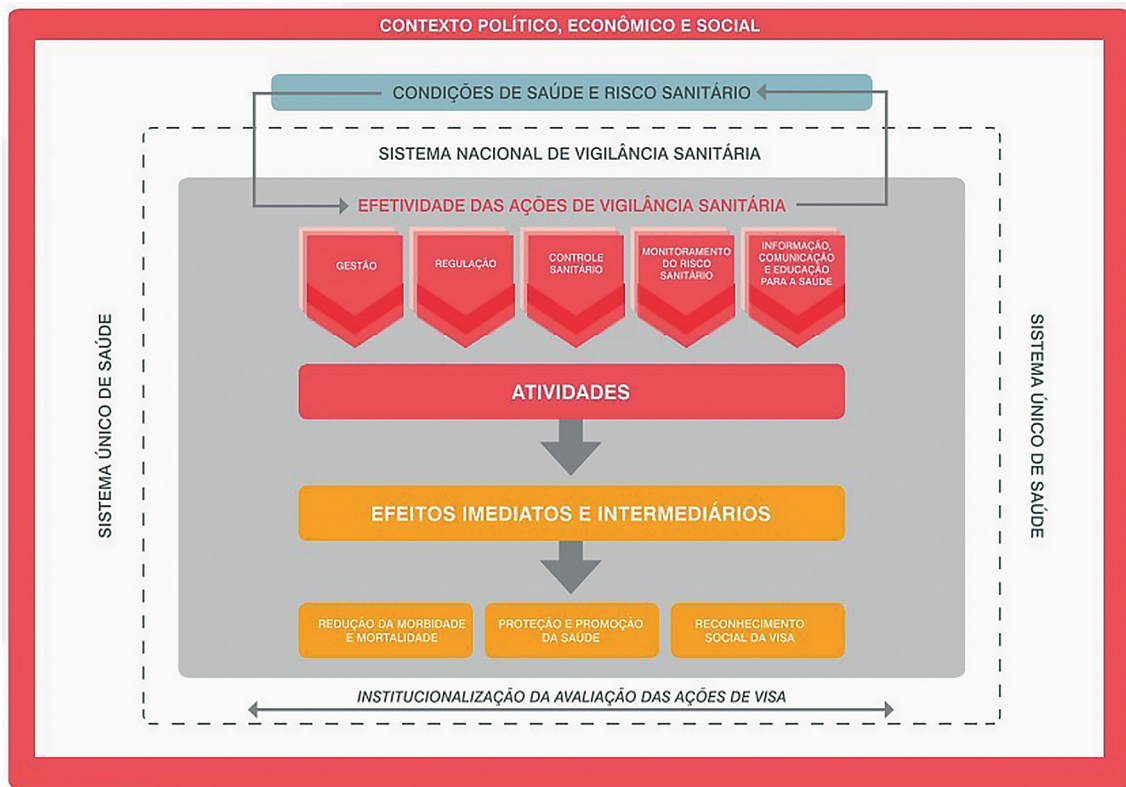 CONTEXTO POLÍTICO, ECONÔMICO E SOCIAL
CONDIÇÕES DE SAÚDE E RISCO SANITÁRIO
SISTEMA NACIONAL DE VIGILÂNCIA SANITÁRIA
EFETIVIDADE DAS AÇÕES DE VIGILÂNCIA SANITÁRIA
GESTÃO
REGULAÇÃO
CONTROLE
SANITÁRIO
MONITORAMENTO
DO RISCO
SANITÁRIO
INFORMAÇÃO,
COMUNICAÇÃO
E EDUCAÇÃO
PARA A SAÚDE
SISTEMA ÚNICO DE SAÚDE
SISTEMA ÚNICO DE SAÚDE
ATIVIDADES
EFEITOS IMEDIATOS E INTERMEDIÁRIOS
REDUÇÃO DA MORBIDADE
E MORTALIDADE
PROTEÇÃO E PROMOÇÃO
DA SAÚDE
RECONHECIMENTO
SOCIAL DA VISA
INSTITUCIONALIZAÇÃO DA AVALIAÇÃO DAS AÇÕES DE VISA